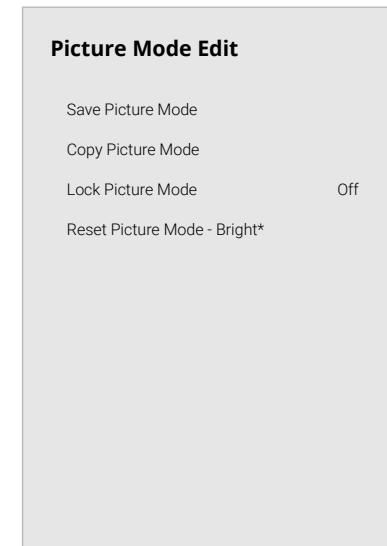 Picture Mode Edit
Save Picture Mode
Copy Picture Mode
Lock Picture Mode Off
Reset Picture Mode - Bright*